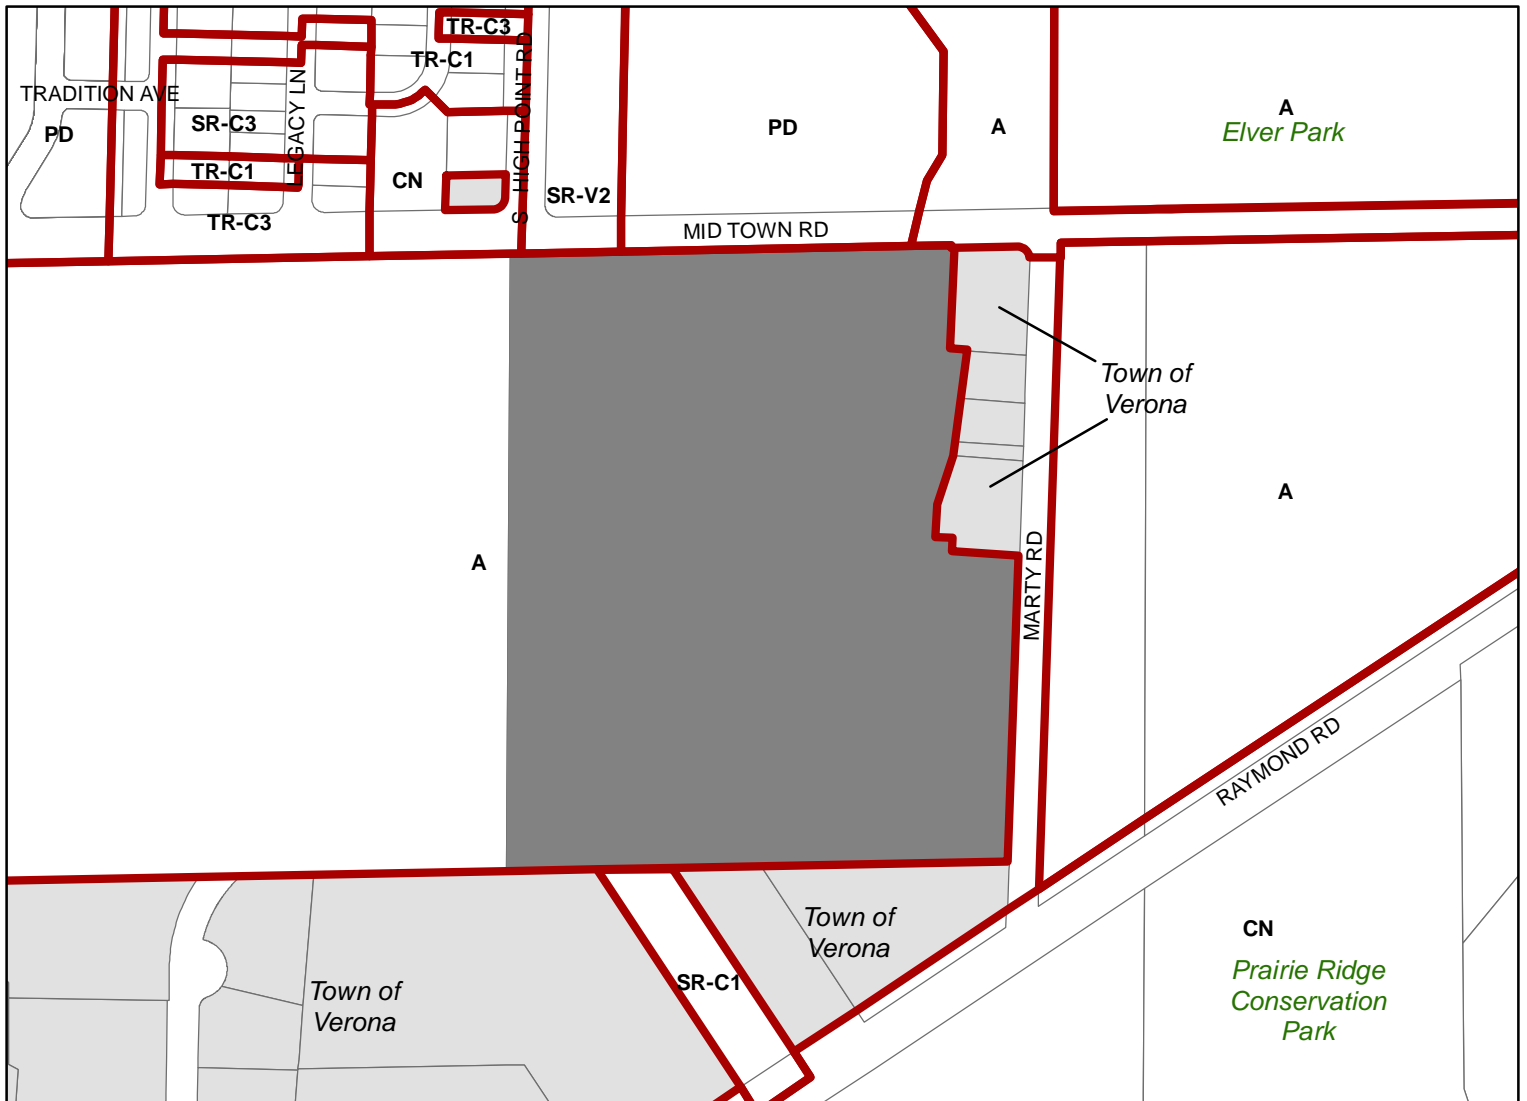 TR-C3
TR-C1
TRADITION AVE
PD
SR-C3
LEGACY LN
TR-C1
TR-C3
CN
S HIGH POINT RD
SR-V2
PD
A
A
Elver Park
MID TOWN RD
Town of
Verona
A
A
MARTY RD
RAYMOND RD
Town of
Verona
SR-C1
Town of
Verona
CN
Prairie Ridge
Conservation
Park